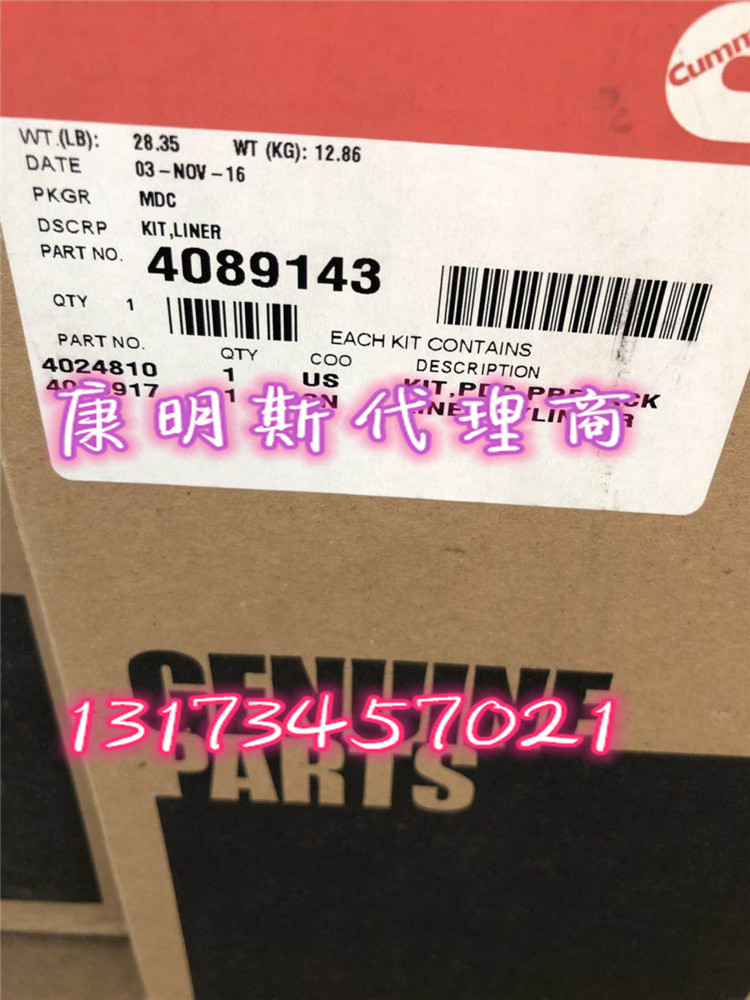 Cumm
WT.(LB): 28.35 WT (KG): 12.86
DATE 03-NOV-16
PKGR MDC
DSCRP KIT,LINER
PART NO. 4089143
QTY 1
EACH KIT CONTAINS
PART NO. QTY COO DESCRIPTION
4024810 1 US
康明斯代理商
GENUINE
13173457021
PARTS